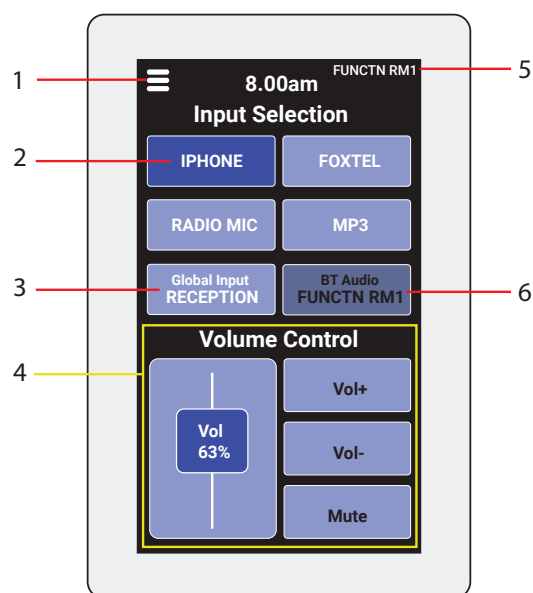 FUNCTN RM1
8.00am
Input Selection
IPHONE
FOXTEL
RADIO MIC
MP3
Global Input
RECEPTION
BT Audio
FUNCTN RM1
Volume Control
Vol
63%
Vol+
Vol-
Mute
1
2
3
4
5
6